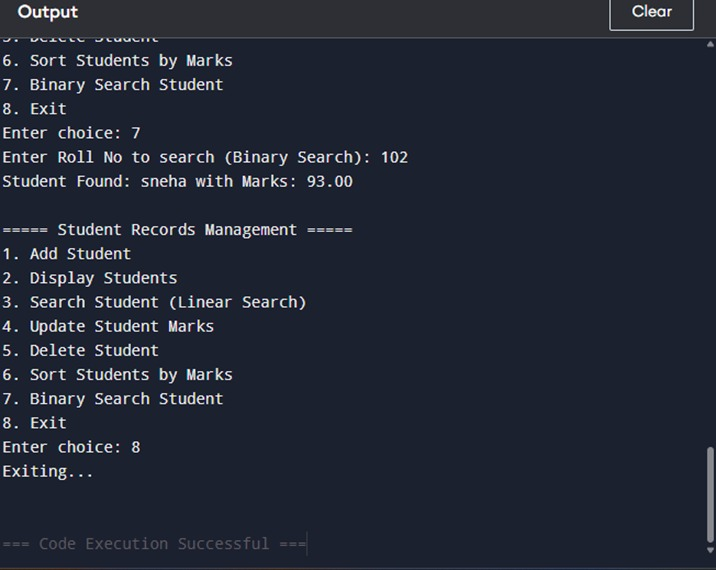 Output
Clear
5. Delete Student
6. Sort Students by Marks
7. Binary Search Student
8. Exit
Enter choice: 7
Enter Roll No to search (Binary Search): 102
Student Found: sneha with Marks: 93.00
===== Student Records Management =====
1. Add Student
2. Display Students
3. Search Student (Linear Search)
4. Update Student Marks
5. Delete Student
6. Sort Students by Marks
7. Binary Search Student
8. Exit
Enter choice: 8
Exiting...
=== Code Execution Successful ===